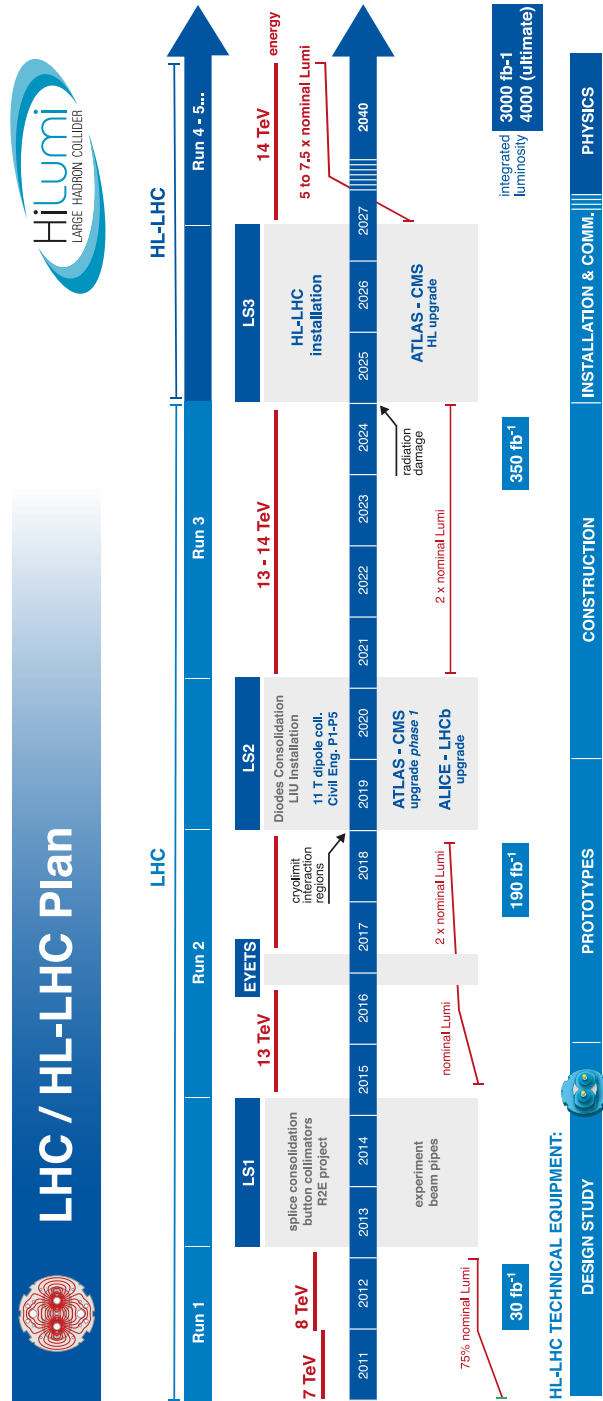 LHC / HL-LHC Plan
HiLumi
LARGE HADRON COLLIDER
LHC
HL-LHC
Run 1
Run 2
Run 3
Run 4 - 5...
LS1
EYETS
LS2
LS3
energy
7 TeV
8 TeV
13 TeV
13 - 14 TeV
14 TeV
splice consolidation
button collimators
R2E project
cryolimit
interaction
regions
Diodes Consolidation
LIU Installation
11 T dipole coll.
Civil Eng. P1-P5
HL-LHC
installation
5 to 7.5 x nominal Lumi
2011
2012
2013
2014
2015
2016
2017
2018
2019
2020
2021
2022
2023
2024
2025
2026
2027
2040
75% nominal Lumi
experiment
beam pipes
nominal Lumi
2 x nominal Lumi
ATLAS - CMS
upgrade phase 1
ALICE - LHCb
upgrade
2 x nominal Lumi
radiation
damage
ATLAS - CMS
HL upgrade
30 fb⁻¹
190 fb⁻¹
350 fb⁻¹
integrated
luminosity
3000 fb-1
4000 (ultimate)
HL-LHC TECHNICAL EQUIPMENT:
DESIGN STUDY
PROTOTYPES
CONSTRUCTION
INSTALLATION & COMM.
PHYSICS